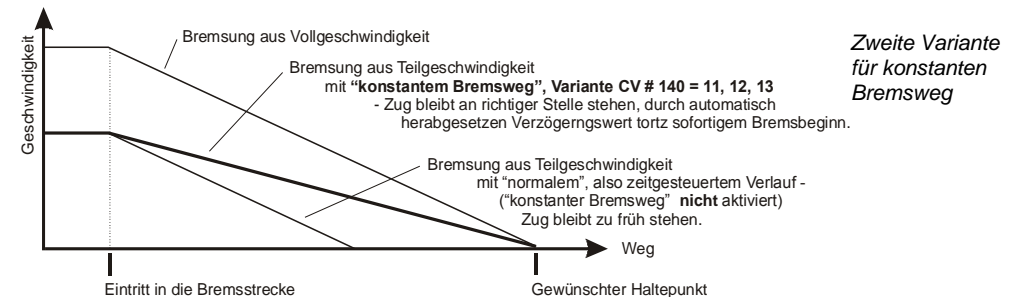 Geschwindigkeit
Bremsung aus Vollgeschwindigkeit
Bremsung aus Teilgeschwindigkeit
mit “konstantem Bremsweg”, Variante CV # 140 = 11, 12, 13
- Zug bleibt an richtiger Stelle stehen, durch automatisch
herabgesetzen Verzögerngswert tortz sofortigem Bremsbeginn.
Bremsung aus Teilgeschwindigkeit
mit “normalem”, also zeitgesteuertem Verlauf -
(“konstanter Bremsweg” nicht aktiviert)
Zug bleibt zu früh stehen.
Weg
Eintritt in die Bremsstrecke
Gewünschter Haltepunkt
Zweite Variante
für konstanten
Bremsweg